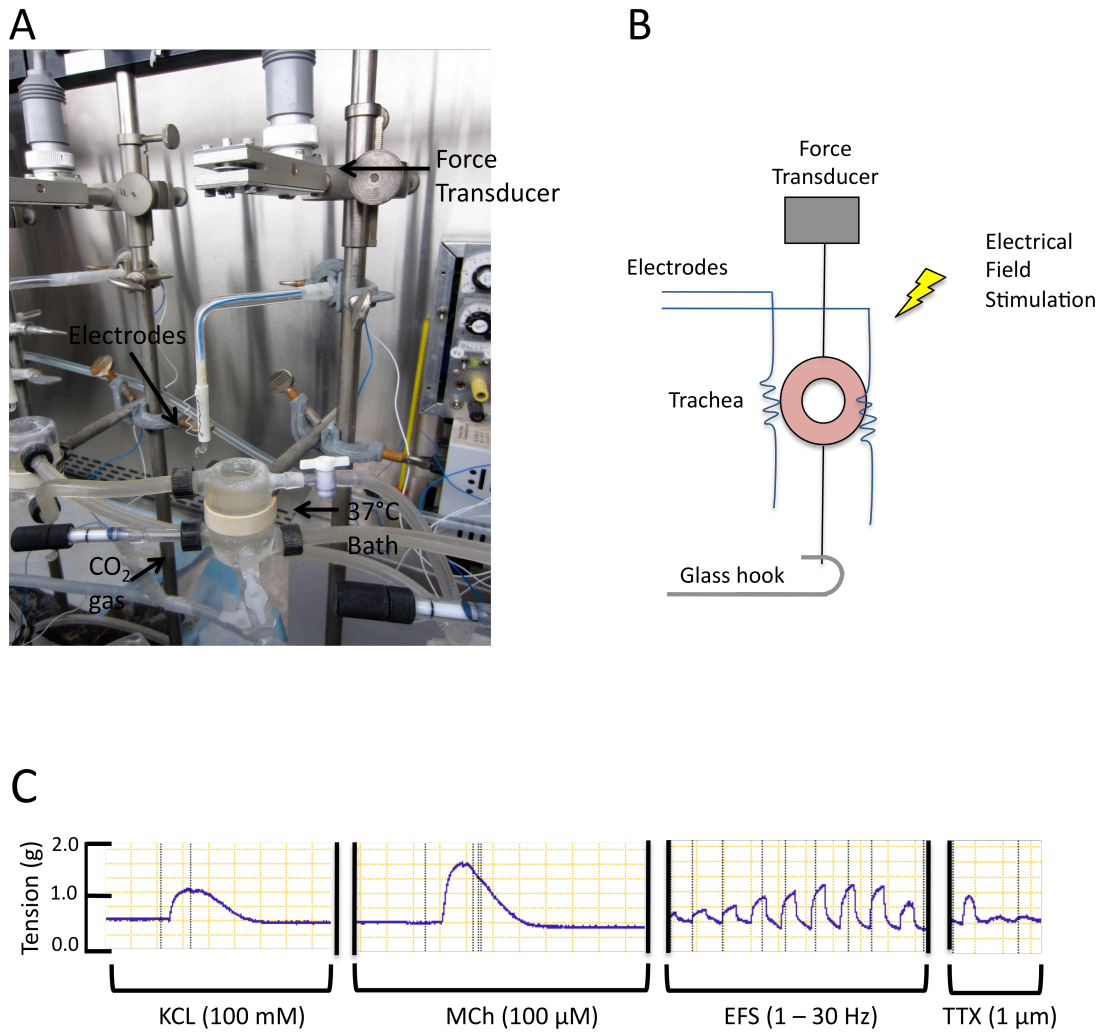 A
Force
Transducer
Electrodes
37°C
Bath
CO2
gas
B
Force
Transducer
Electrodes
Electrical
Field
Stimulation
Trachea
Glass hook
C
Tension (g)
2.0
1.0
0.0
KCL (100 mM)
MCh (100 μM)
EFS (1 – 30 Hz)
TTX (1 μm)